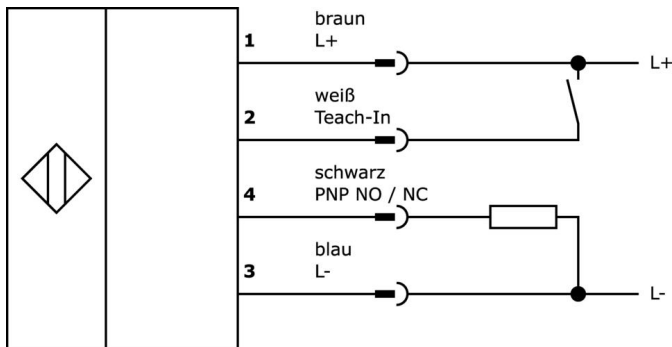 braun
1 L+
L+
weiß
2 Teach-In
schwarz
4 PNP NO / NC
blau
3 L-
L-